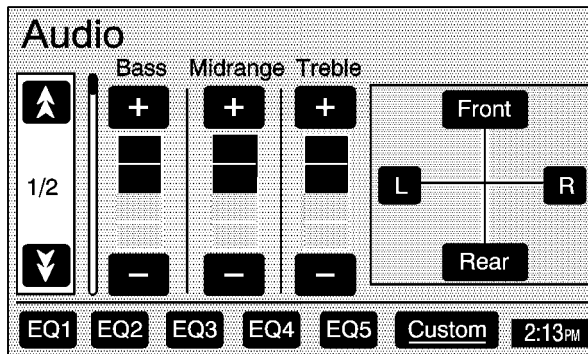 Audio
Bass Midrange Treble
+ + + Front
1/2 L R
− − − Rear
EQ1 EQ2 EQ3 EQ4 EQ5 Custom 2:13PM